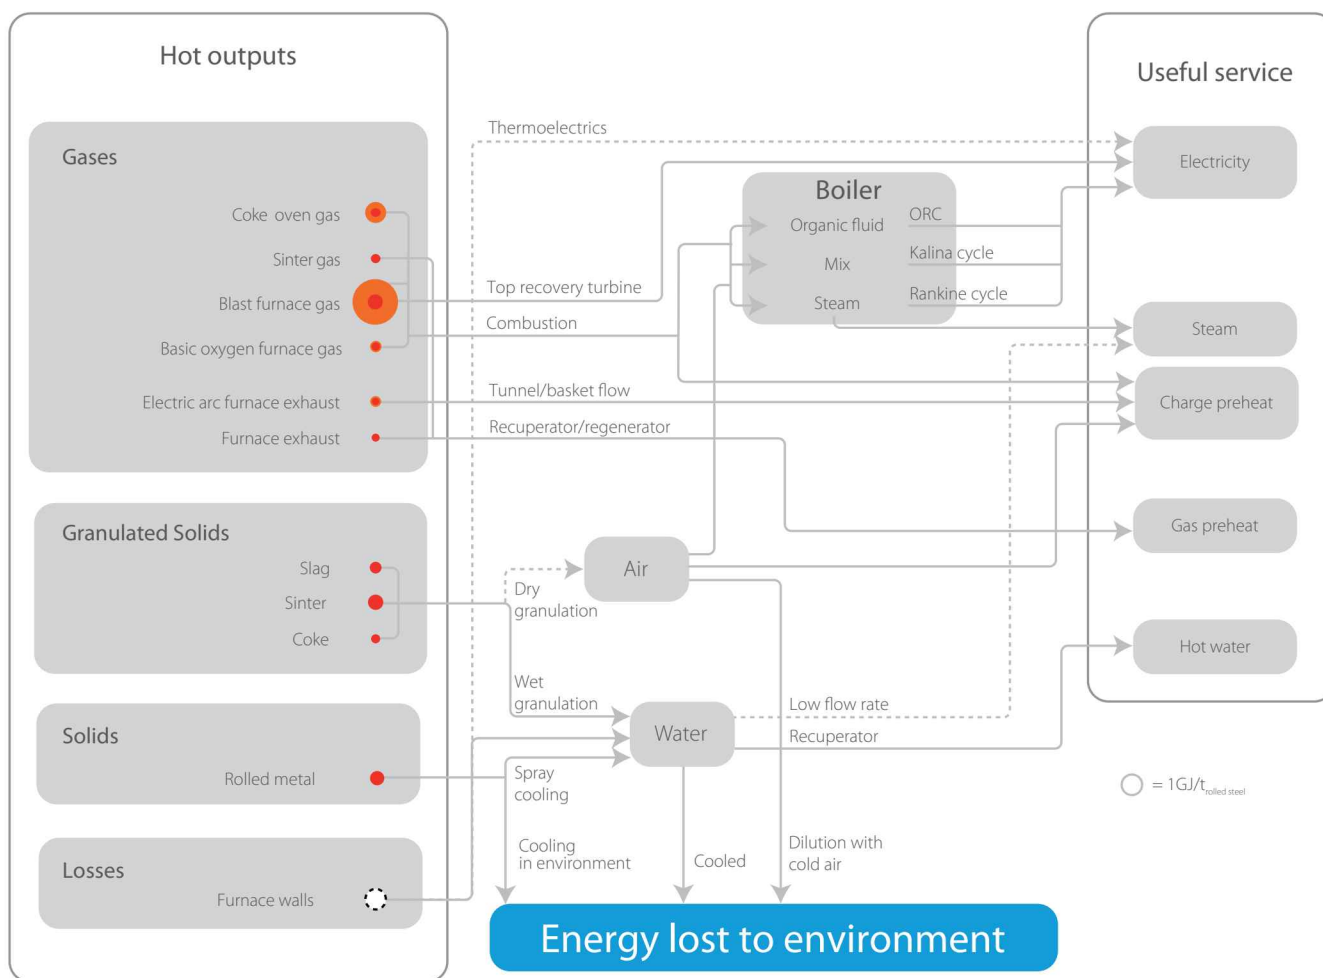 Hot outputs
Useful service
Gases
Coke oven gas
Sinter gas
Blast furnace gas
Basic oxygen furnace gas
Electric arc furnace exhaust
Furnace exhaust
Granulated Solids
Slag
Sinter
Coke
Solids
Rolled metal
Losses
Furnace walls
Thermoelectrics
Top recovery turbine
Combustion
Tunnel/basket flow
Recuperator/regenerator
Boiler
Organic fluid
ORC
Mix
Kalina cycle
Steam
Rankine cycle
Air
Dry
granulation
Wet
granulation
Water
Low flow rate
Recuperator
Spray
cooling
Cooling
in environment
Cooled
Dilution with
cold air
Electricity
Steam
Charge preheat
Gas preheat
Hot water
= 1GJ/t rolled steel
Energy lost to environment